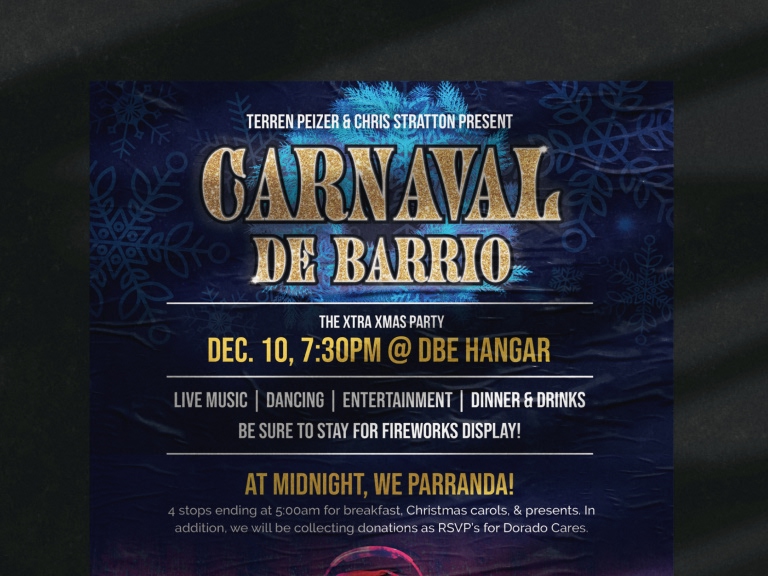 TERREN PEIZER & CHRIS STRATTON PRESENT
CARNAVAL
DE BARRIO
THE XTRA XMAS PARTY
DEC. 10, 7:30PM @ DBE HANGAR
LIVE MUSIC | DANCING | ENTERTAINMENT | DINNER & DRINKS
BE SURE TO STAY FOR FIREWORKS DISPLAY!
AT MIDNIGHT, WE PARRANDA!
4 stops ending at 5:00am for breakfast, Christmas carols, & presents. In
addition, we will be collecting donations as RSVP's for Dorado Cares.